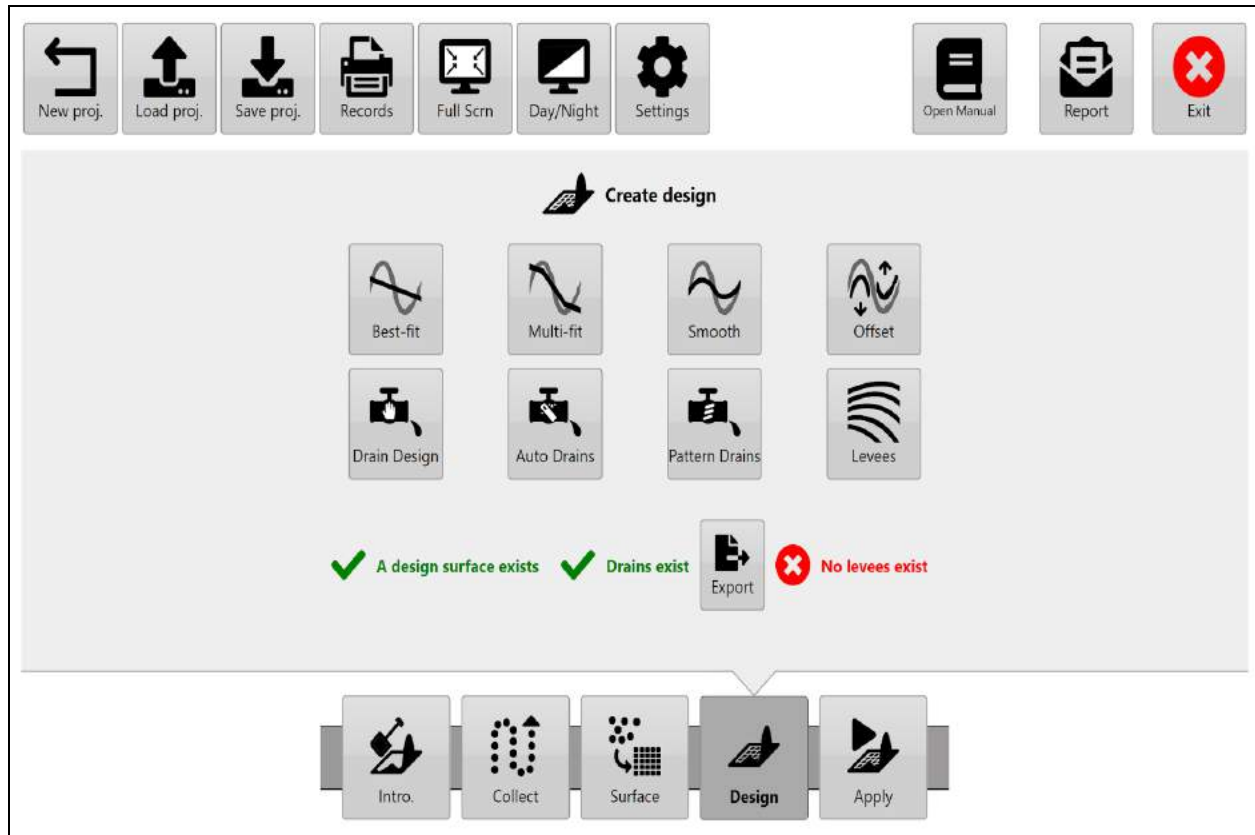 New proj.
Load proj.
Save proj.
Records
Full Scrn
Day/Night
Settings
Open Manual
Report
Exit
Create design
Best-fit
Multi-fit
Smooth
Offset
Drain Design
Auto Drains
Pattern Drains
Levees
A design surface exists
Drains exist
Export
No levees exist
Intro.
Collect
Surface
Design
Apply